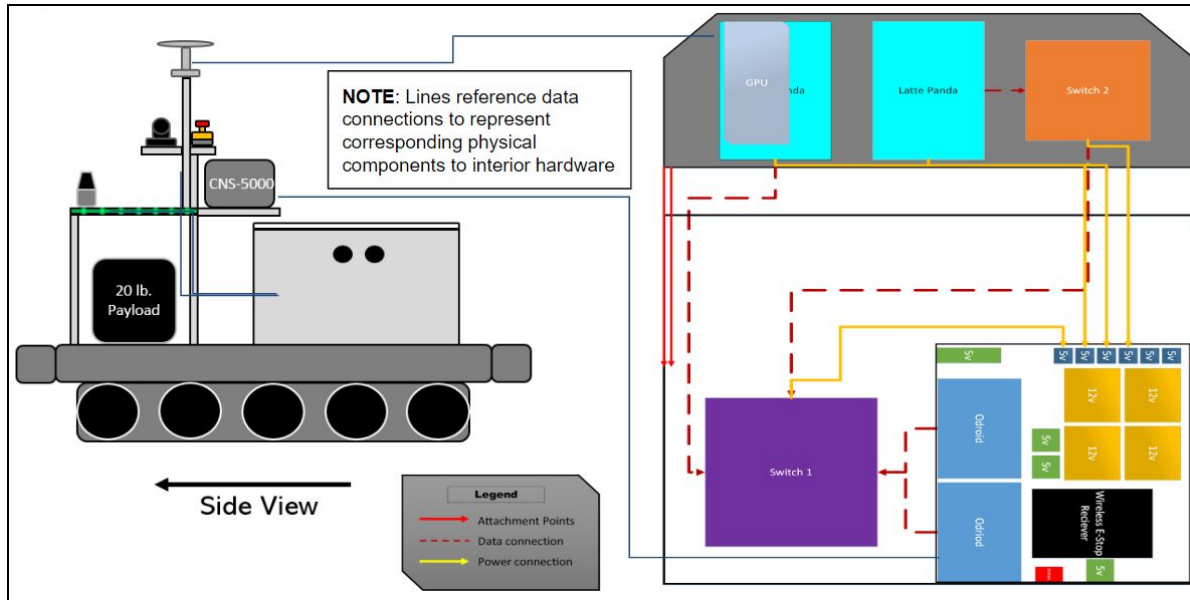 NOTE: Lines reference data
connections to represent
corresponding physical
components to interior hardware
CNS-5000
20 lb.
Payload
Side View
Legend
Attachment Points
Data connection
Power connection
GPU
nda
Latte Panda
Switch 2
Switch 1
5v
5v
5v
5v
5v
5v
5v
Odroid
12v
12v
5v
5v
12v
12v
Odriod
Wireless E-Stop
Reciever
5v